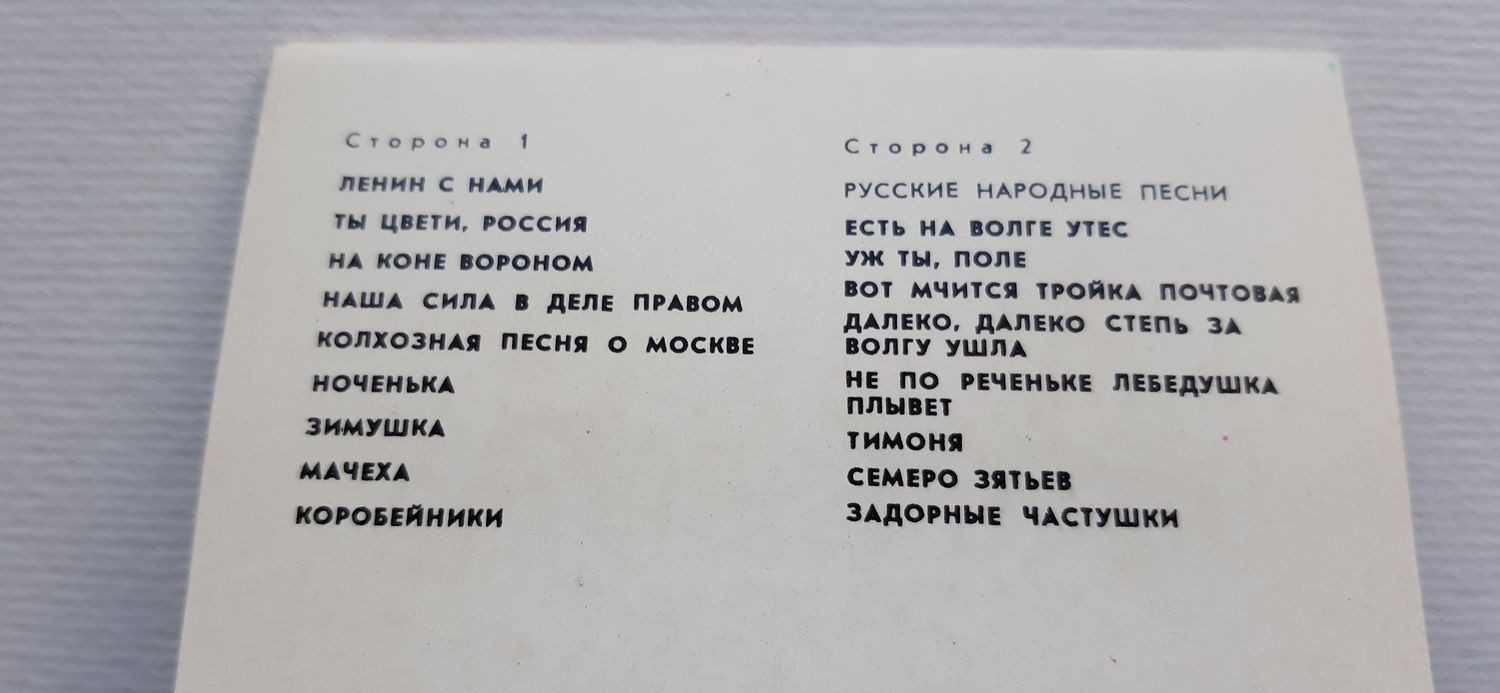 Сторона 1
ЛЕНИН С НАМИ
ТЫ ЦВЕТИ, РОССИЯ
НА КОНЕ ВОРОНОМ
НАША СИЛА В ДЕЛЕ ПРАВОМ
КОЛХОЗНАЯ ПЕСНЯ О МОСКВЕ
НОЧЕНЬКА
ЗИМУШКА
МАЧЕХА
КОРОБЕЙНИКИ
Сторона 2
РУССКИЕ НАРОДНЫЕ ПЕСНИ
ЕСТЬ НА ВОЛГЕ УТЕС
УЖ ТЫ, ПОЛЕ
ВОТ МЧИТСЯ ТРОЙКА ПОЧТОВАЯ
ДАЛЕКО, ДАЛЕКО СТЕПЬ ЗА
ВОЛГУ УШЛА
НЕ ПО РЕЧЕНЬКЕ ЛЕБЕДУШКА
ПЛЫВЕТ
ТИМОНЯ
СЕМЕРО ЗЯТЬЕВ
ЗАДОРНЫЕ ЧАСТУШКИ